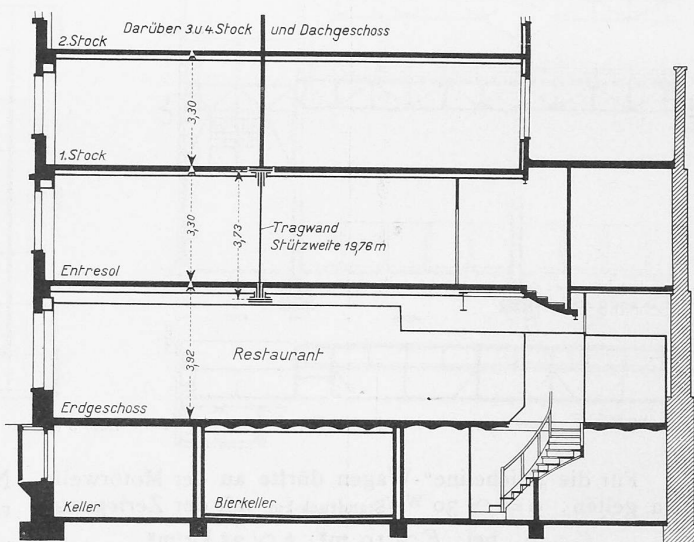 Darüber 3.u.4.Stock und Dachgeschoss
2.Stock
3,30
1.Stock
3,30
3,73
Tragwand
Stützweite 19,76 m
Entresol
3,92
Restaurant
Erdgeschoss
Keller
Bierkeller